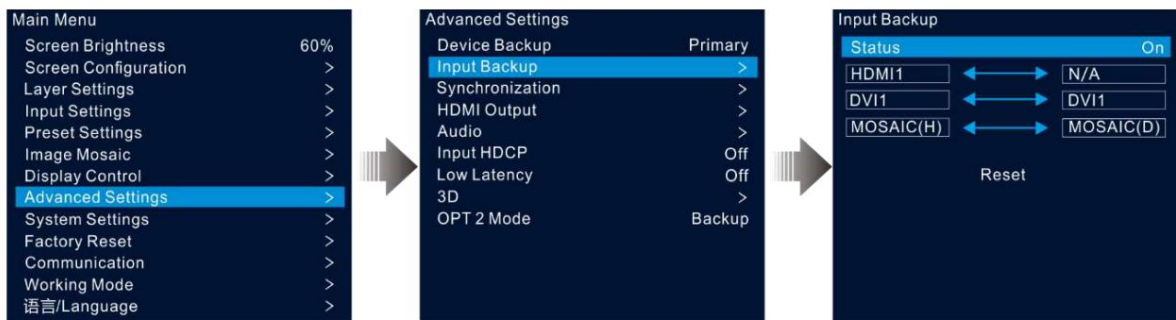 Main Menu
Screen Brightness 60%
Screen Configuration >
Layer Settings >
Input Settings >
Preset Settings >
Image Mosaic >
Display Control >
Advanced Settings >
System Settings >
Factory Reset >
Communication >
Working Mode >
语言/Language >
Advanced Settings
Device Backup Primary
Input Backup >
Synchronization >
HDMI Output >
Audio >
Input HDCP Off
Low Latency Off
3D >
OPT 2 Mode Backup
Input Backup
Status On
HDMI1 N/A
DVI1 DVI1
MOSAIC(H) MOSAIC(D)
Reset